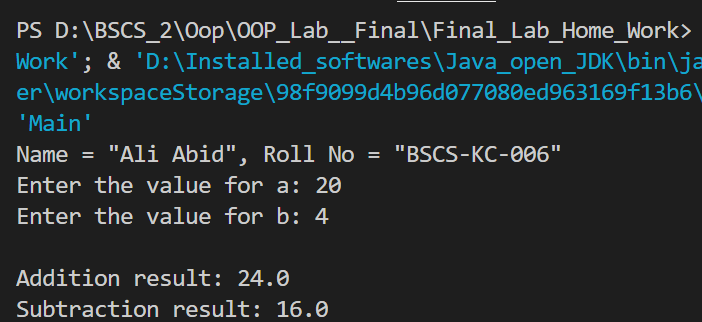 PS D:\BSCS_2\Oop\OOP_Lab__Final\Final_Lab_Home_Work>
Work'; & 'D:\Installed_softwares\Java_open_JDK\bin\ja
er\workspaceStorage\98f9099d4b96d077080ed963169f13b6\
'Main'
Name = "Ali Abid", Roll No = "BSCS-KC-006"
Enter the value for a: 20
Enter the value for b: 4
Addition result: 24.0
Subtraction result: 16.0